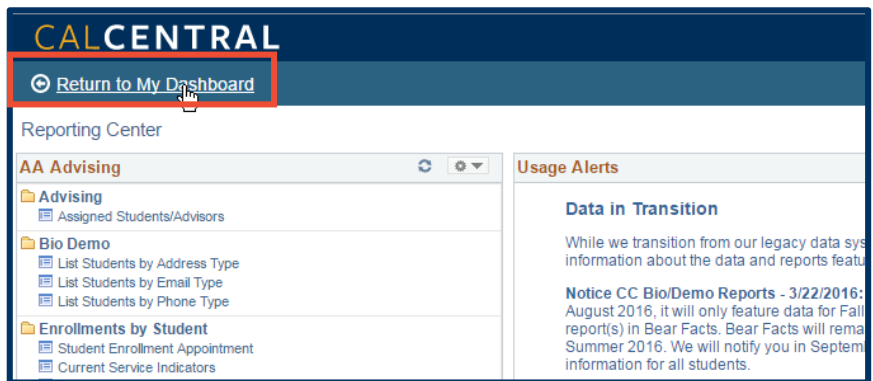 CALCENTRAL
Return to My Dashboard
Reporting Center
AA Advising
Advising
Assigned Students/Advisors
Bio Demo
List Students by Address Type
List Students by Email Type
List Students by Phone Type
Enrollments by Student
Student Enrollment Appointment
Current Service Indicators
Usage Alerts
Data in Transition
While we transition from our legacy data sys
information about the data and reports featu
Notice CC Bio/Demo Reports - 3/22/2016:
August 2016, it will only feature data for Fall
report(s) in Bear Facts. Bear Facts will rema
Summer 2016. We will notify you in Septem
information for all students.